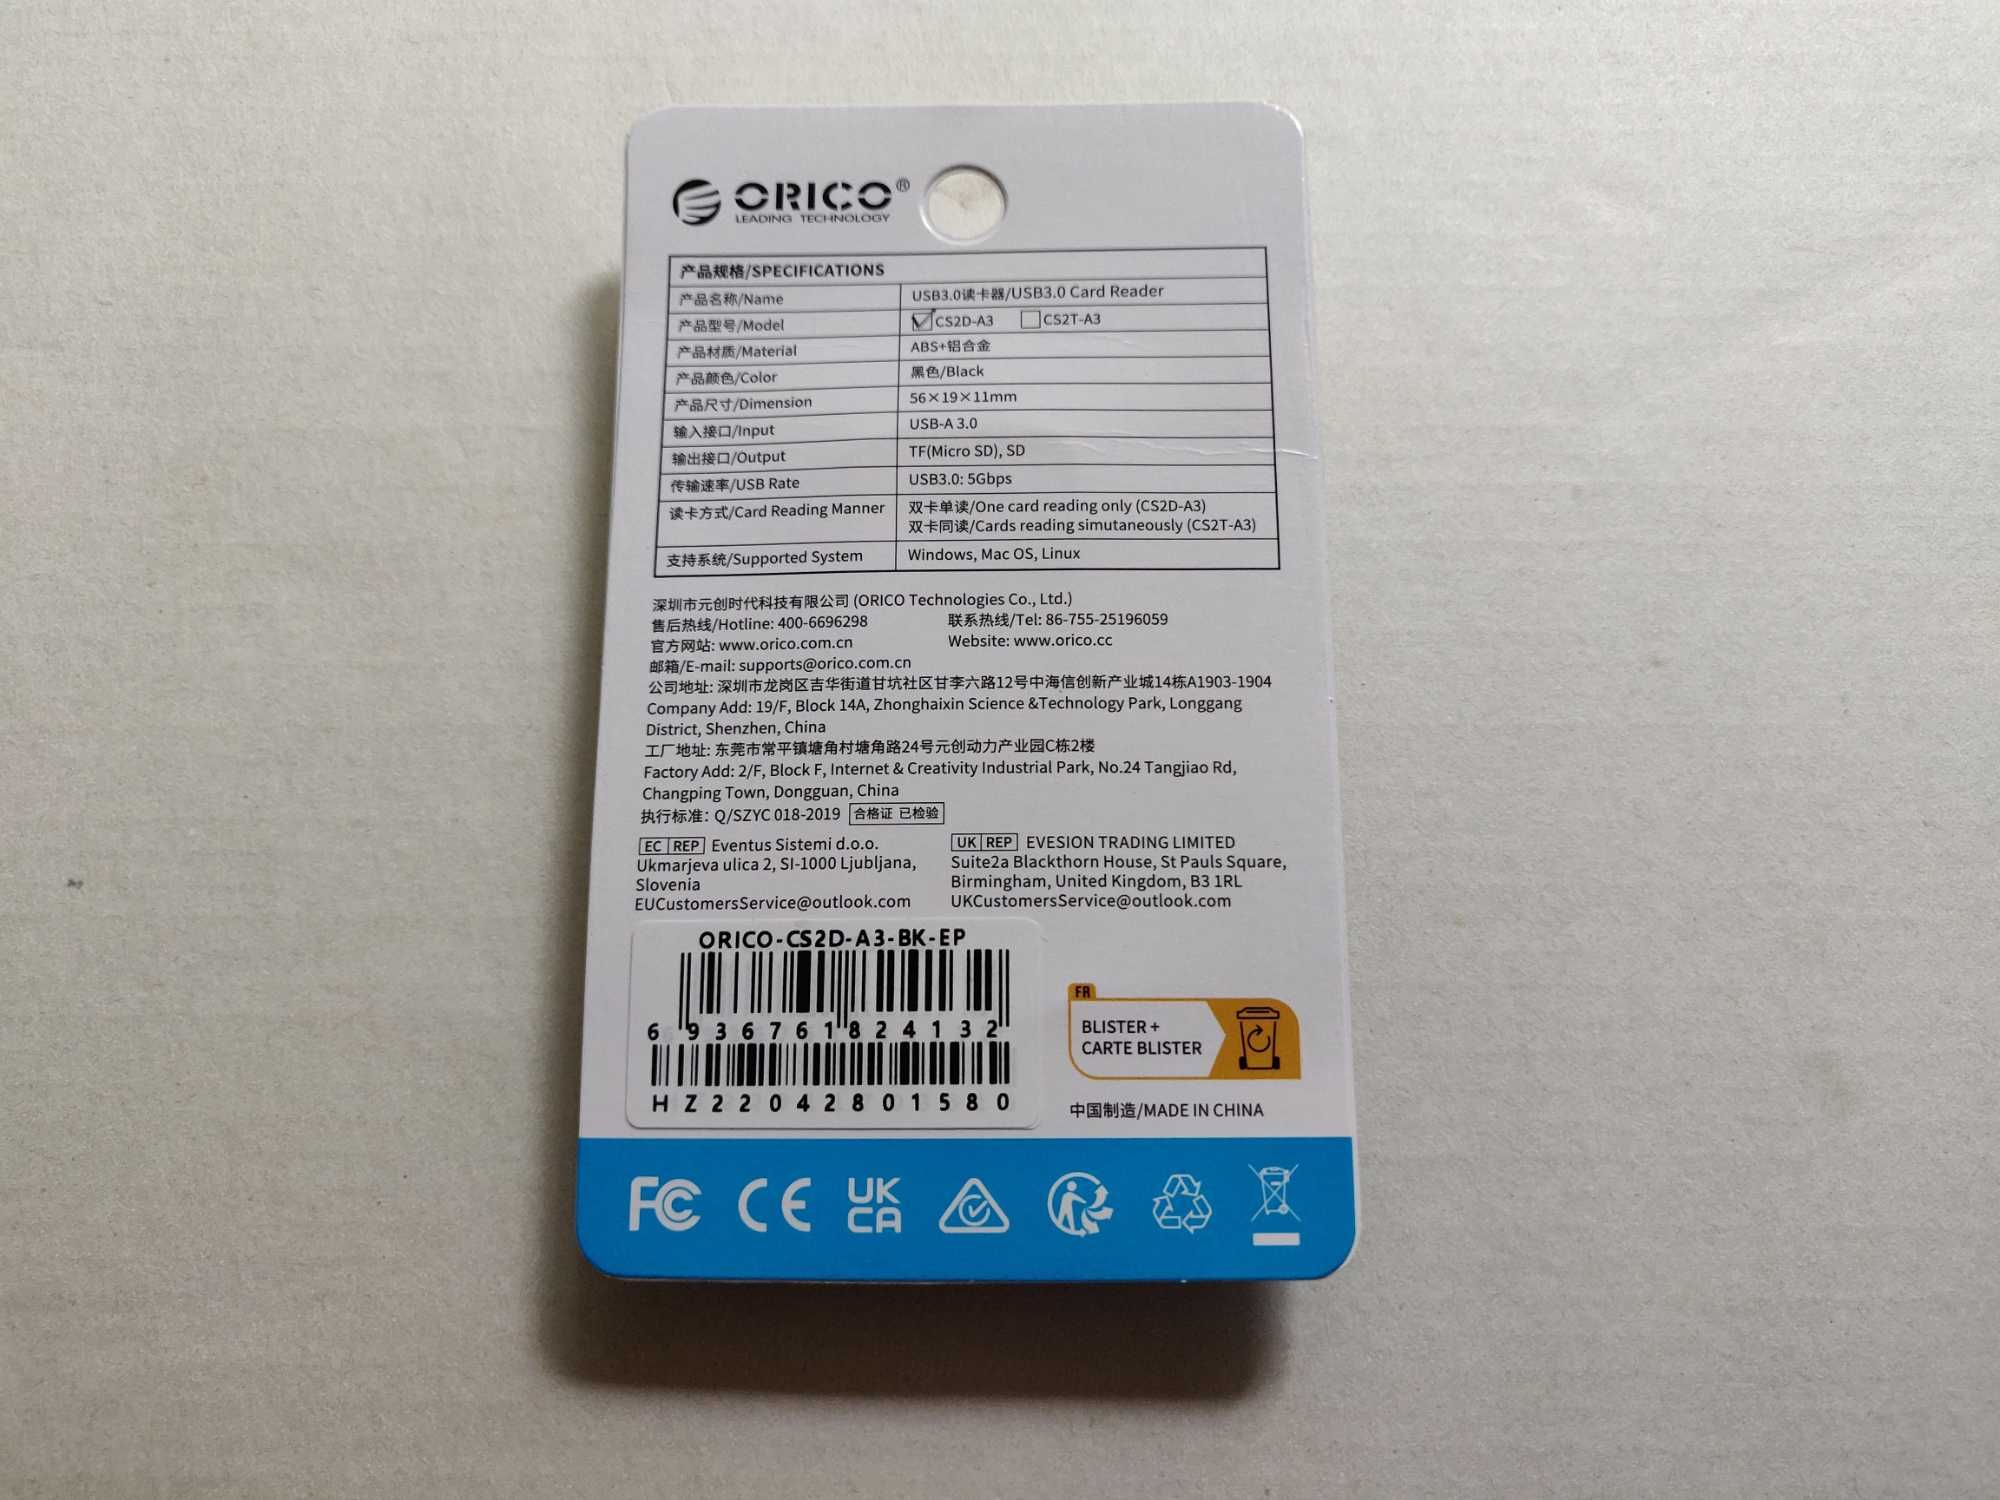 ORICO®
LEADING TECHNOLOGY
产品规格/SPECIFICATIONS
产品名称/Name USB3.0读卡器/USB3.0 Card Reader
产品型号/Model CS2D-A3 CS2T-A3
产品材质/Material ABS+铝合金
产品颜色/Color 黑色/Black
产品尺寸/Dimension 56×19×11mm
输入接口/Input USB-A 3.0
输出接口/Output TF(Micro SD), SD
传输速率/USB Rate USB3.0: 5Gbps
读卡方式/Card Reading Manner 双卡单读/One card reading only (CS2D-A3)
双卡同读/Cards reading simutaneously (CS2T-A3)
支持系统/Supported System Windows, Mac OS, Linux
深圳市元创时代科技有限公司 (ORICO Technologies Co., Ltd.)
售后热线/Hotline: 400-6696298 联系热线/Tel: 86-755-25196059
官方网站: www.orico.com.cn Website: www.orico.cc
邮箱/E-mail: supports@orico.com.cn
公司地址: 深圳市龙岗区吉华街道甘坑社区甘李六路12号中海信创新产业城14栋A1903-1904
Company Add: 19/F, Block 14A, Zhonghaixin Science &Technology Park, Longgang
District, Shenzhen, China
工厂地址: 东莞市常平镇塘角村塘角路24号元创动力产业园C栋2楼
Factory Add: 2/F, Block F, Internet & Creativity Industrial Park, No.24 Tangjiao Rd,
Changping Town, Dongguan, China
执行标准: Q/SZYC 018-2019 合格证 已检验
EC REP Eventus Sistemi d.o.o.
Ukmarjeva ulica 2, SI-1000 Ljubljana,
Slovenia
EUCustomersService@outlook.com
UK REP EVESION TRADING LIMITED
Suite2a Blackthorn House, St Pauls Square,
Birmingham, United Kingdom, B3 1RL
UKCustomersService@outlook.com
ORICO-CS2D-A3-BK-EP
6 936761 824132
HZ22042801580
FR
BLISTER +
CARTE BLISTER
中国制造/MADE IN CHINA
FC CE UK
CA